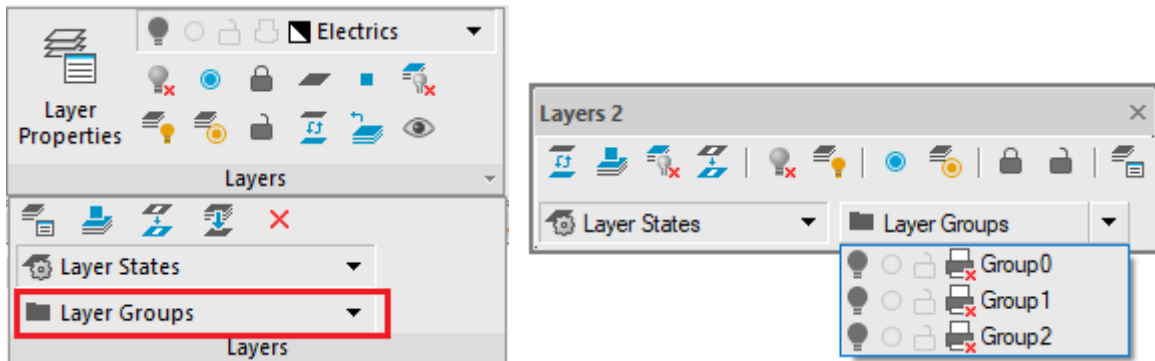 Electrics
Layer
Properties
Layers
Layer States
Layer Groups
Layers
Layers 2
Layer States
Layer Groups
Group0
Group1
Group2